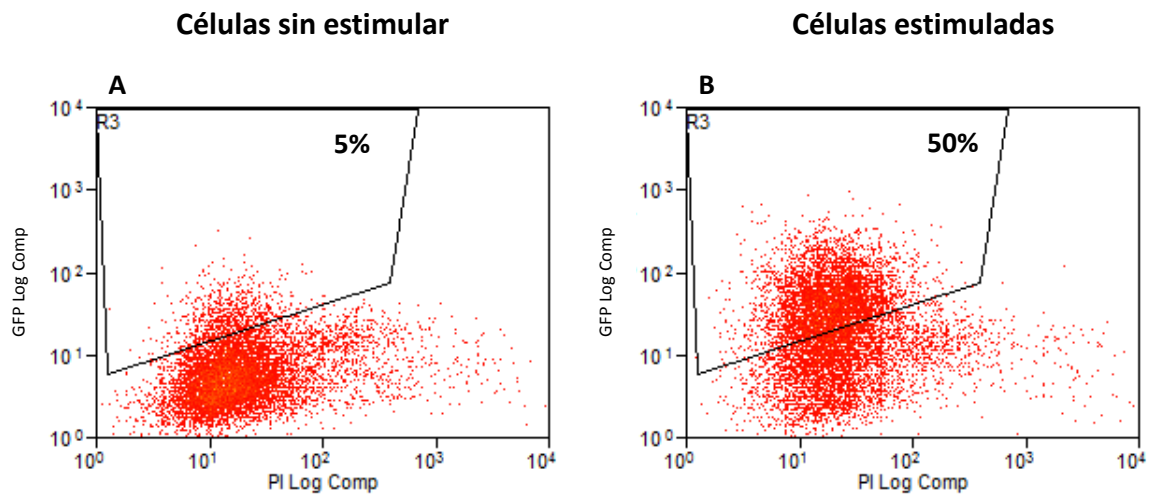 Células sin estimular
Células estimuladas
A
10⁴
R3
5%
10³
10²
10¹
10⁰
GFP Log Comp
10⁰ 10¹ 10² 10³ 10⁴
PI Log Comp
B
10⁴
R3
50%
10³
10²
10¹
10⁰
GFP Log Comp
10⁰ 10¹ 10² 10³ 10⁴
PI Log Comp